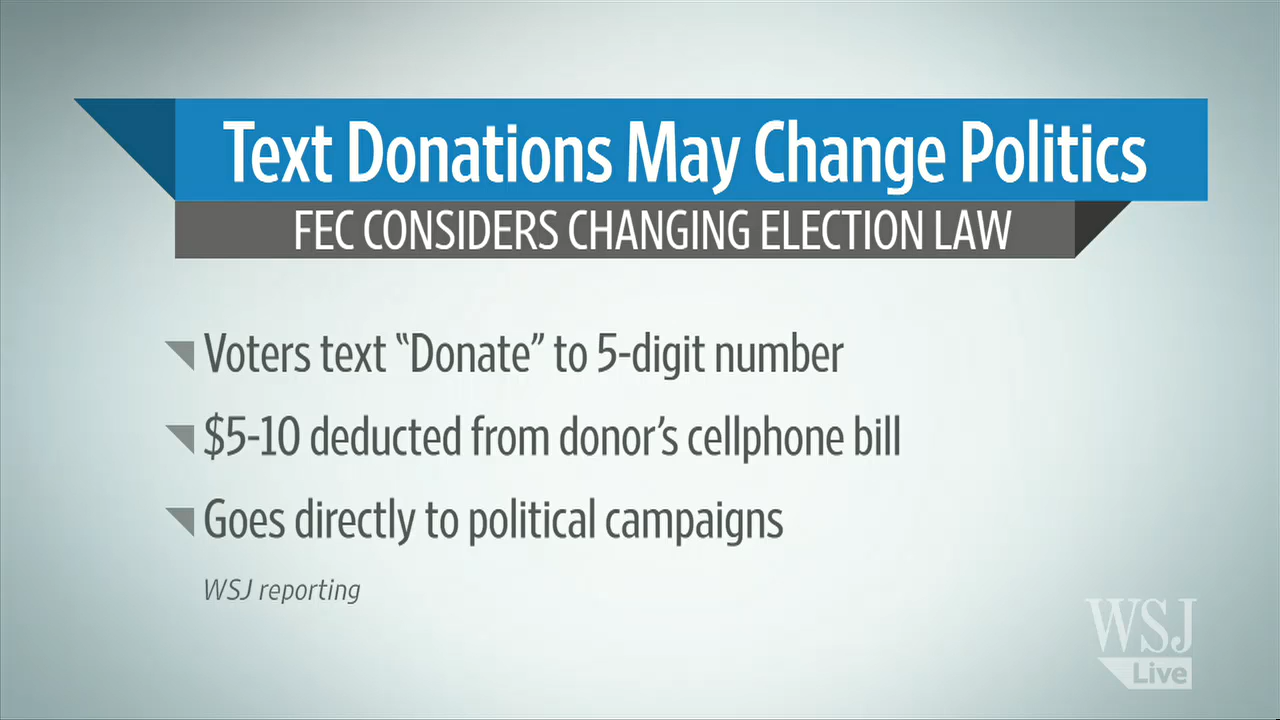 Text Donations May Change Politics
FEC CONSIDERS CHANGING ELECTION LAW
Voters text “Donate” to 5-digit number
$5-10 deducted from donor’s cellphone bill
Goes directly to political campaigns
WSJ reporting
WSJ
Live